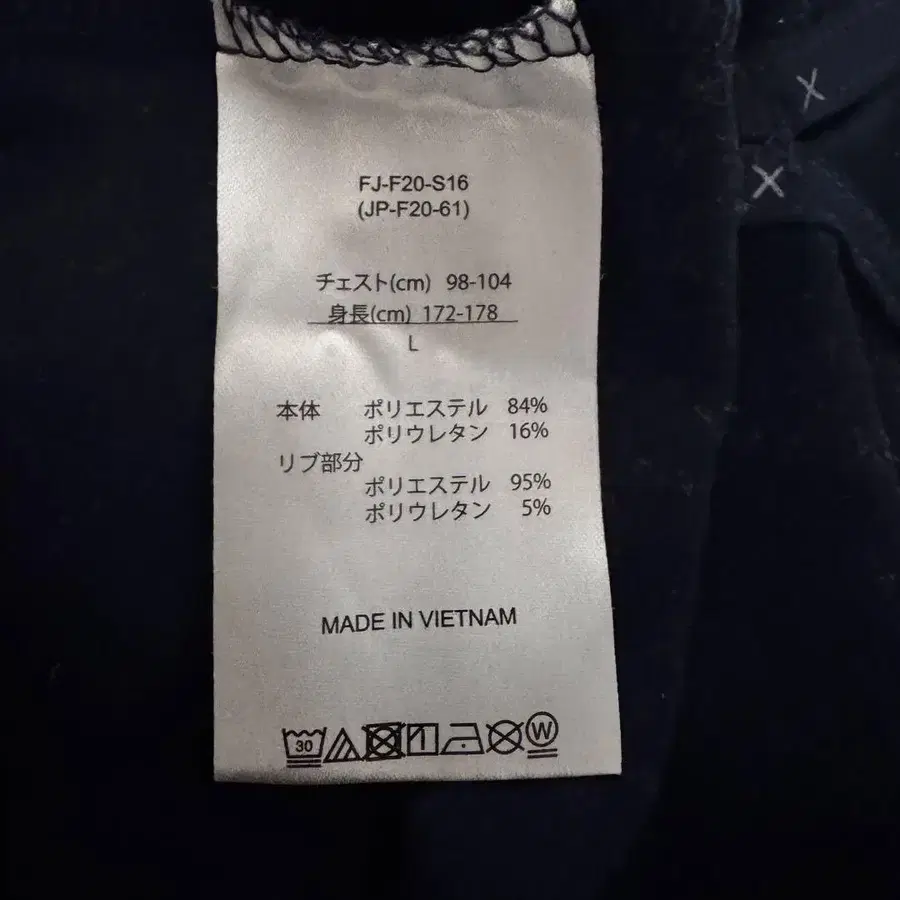 FJ-F20-S16
(JP-F20-61)
チェスト(cm) 98-104
身長(cm) 172-178
L
本体 ポリエステル 84%
ポリウレタン 16%
リブ部分
ポリエステル 95%
ポリウレタン 5%
MADE IN VIETNAM
30 W